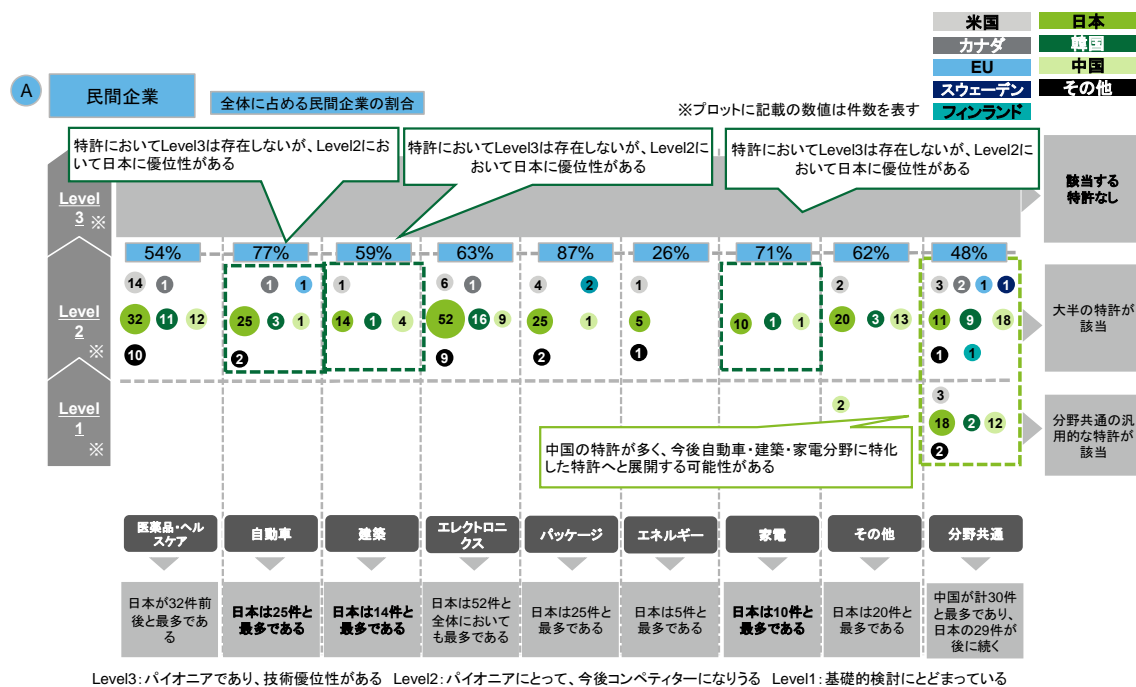 米国
日本
カナダ
韓国
EU
中国
スウェーデン
その他
フィンランド
A
民間企業
全体に占める民間企業の割合
※プロットに記載の数値は件数を表す
特許においてLevel3は存在しないが、Level2にお
いて日本に優位性がある
特許においてLevel3は存在しないが、Level2に
おいて日本に優位性がある
特許においてLevel3は存在しないが、Level2に
おいて日本に優位性がある
Level
3 ※
該当する
特許なし
54%
77%
59%
63%
87%
26%
71%
62%
48%
Level
2
※
14 1
32 11 12
10
1 1
25 3 1
2
1
14 1 4
6 1
52 16 9
9
4 2
25 1
2
1
5
1
10 1 1
2
20 3 13
3 2 1 1
11 9 18
1 1
大半の特許が
該当
Level
1
※
2
3
18 2 12
2
中国の特許が多く、今後自動車・建築・家電分野に特化
した特許へと展開する可能性がある
分野共通の汎
用的な特許が
該当
医薬品・ヘル
スケア
自動車
建築
エレクトロニ
クス
パッケージ
エネルギー
家電
その他
分野共通
日本が32件前
後と最多であ
る
日本は25件と
最多である
日本は14件と
最多である
日本は52件と
全体においても最多である
日本は25件と
最多である
日本は5件と
最多である
日本は10件と
最多である
日本は20件と
最多である
中国が計30件
と最多であり、
日本の29件が
後に続く
Level3：パイオニアであり、技術優位性がある Level2：パイオニアにとって、今後コンペティターになりうる Level1：基礎的検討にとどまっている